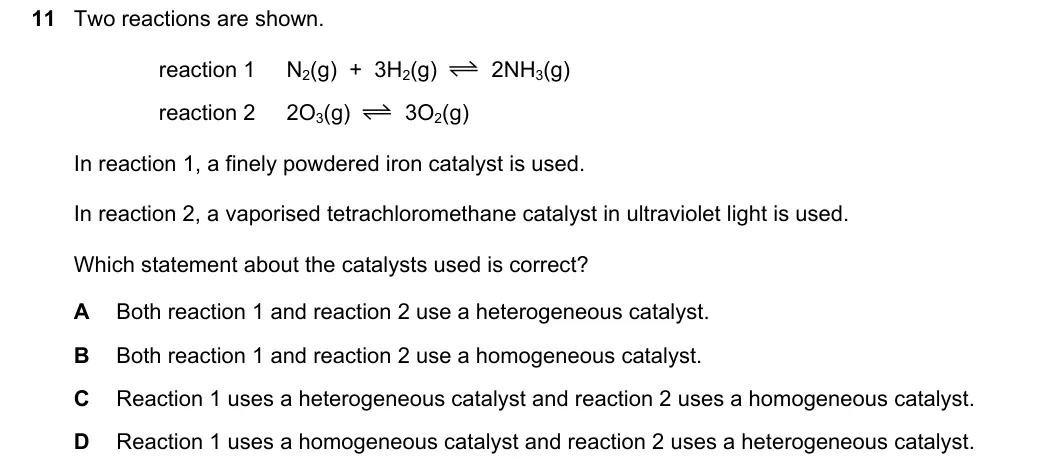 11 Two reactions are shown.
reaction 1 N₂(g) + 3H₂(g) ⇌ 2NH₃(g)
reaction 2 2O₃(g) ⇌ 3O₂(g)
In reaction 1, a finely powdered iron catalyst is used.
In reaction 2, a vaporised tetrachloromethane catalyst in ultraviolet light is used.
Which statement about the catalysts used is correct?
A Both reaction 1 and reaction 2 use a heterogeneous catalyst.
B Both reaction 1 and reaction 2 use a homogeneous catalyst.
C Reaction 1 uses a heterogeneous catalyst and reaction 2 uses a homogeneous catalyst.
D Reaction 1 uses a homogeneous catalyst and reaction 2 uses a heterogeneous catalyst.